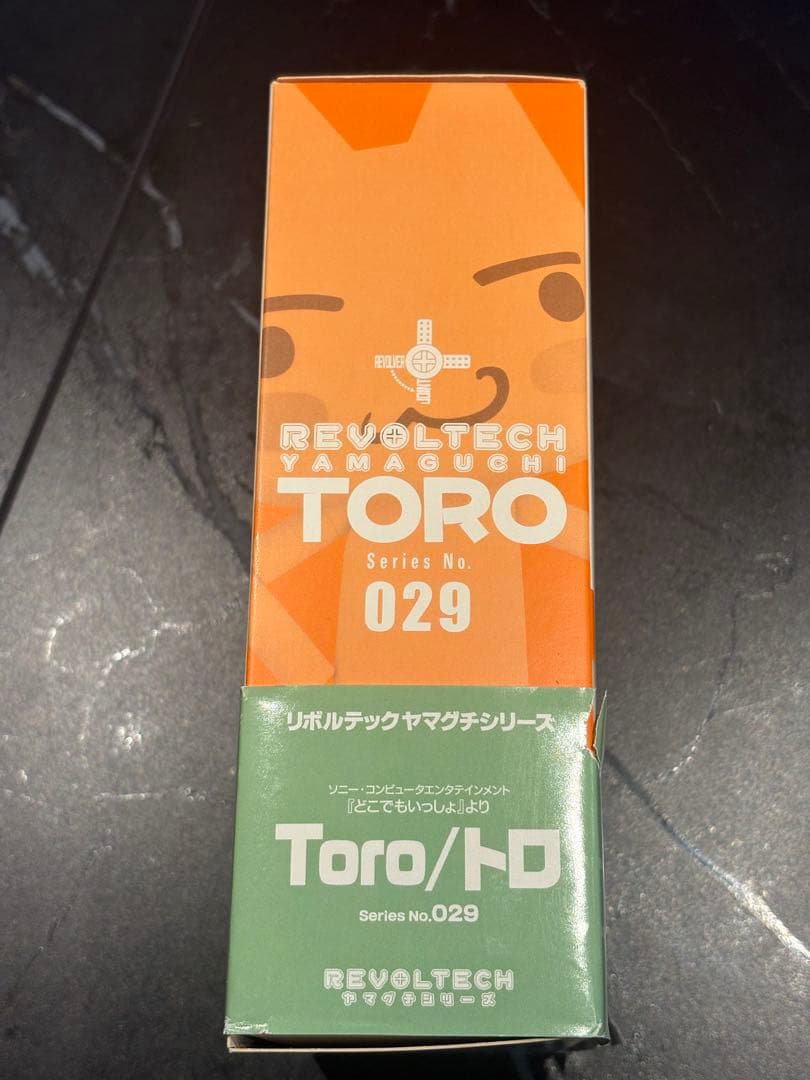 REVOLVER
JOINT
REVOLTECH
YAMAGUCHI
TORO
Series No.
029
リボルテックヤマグチシリーズ
ソニー・コンピュータエンタテインメント
『どこでもいっしょ』より
Toro/トロ
Series No.029
REVOLTECH
ヤマグチシリーズ